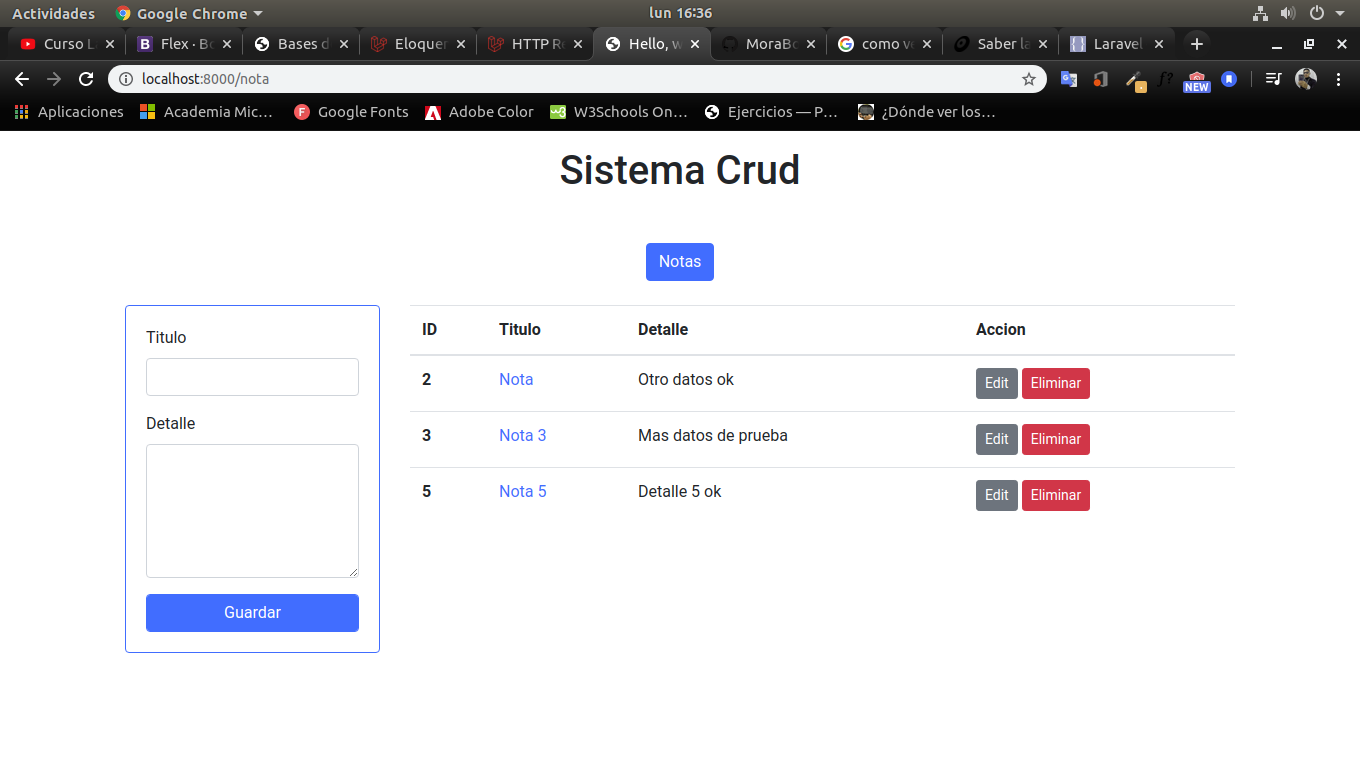 Actividades Google Chrome lun 16:36
Curso L Flex · Bo Bases d Eloquer HTTP Re Hello, w MoraBo como ve Saber la Laravel
localhost:8000/nota NEW
Aplicaciones Academia Mic… Google Fonts Adobe Color W3Schools On… Ejercicios — P… ¿Dónde ver los…
Sistema Crud
Notas
Titulo
Detalle
Guardar
ID Titulo Detalle Accion
2 Nota Otro datos ok Edit Eliminar
3 Nota 3 Mas datos de prueba Edit Eliminar
5 Nota 5 Detalle 5 ok Edit Eliminar